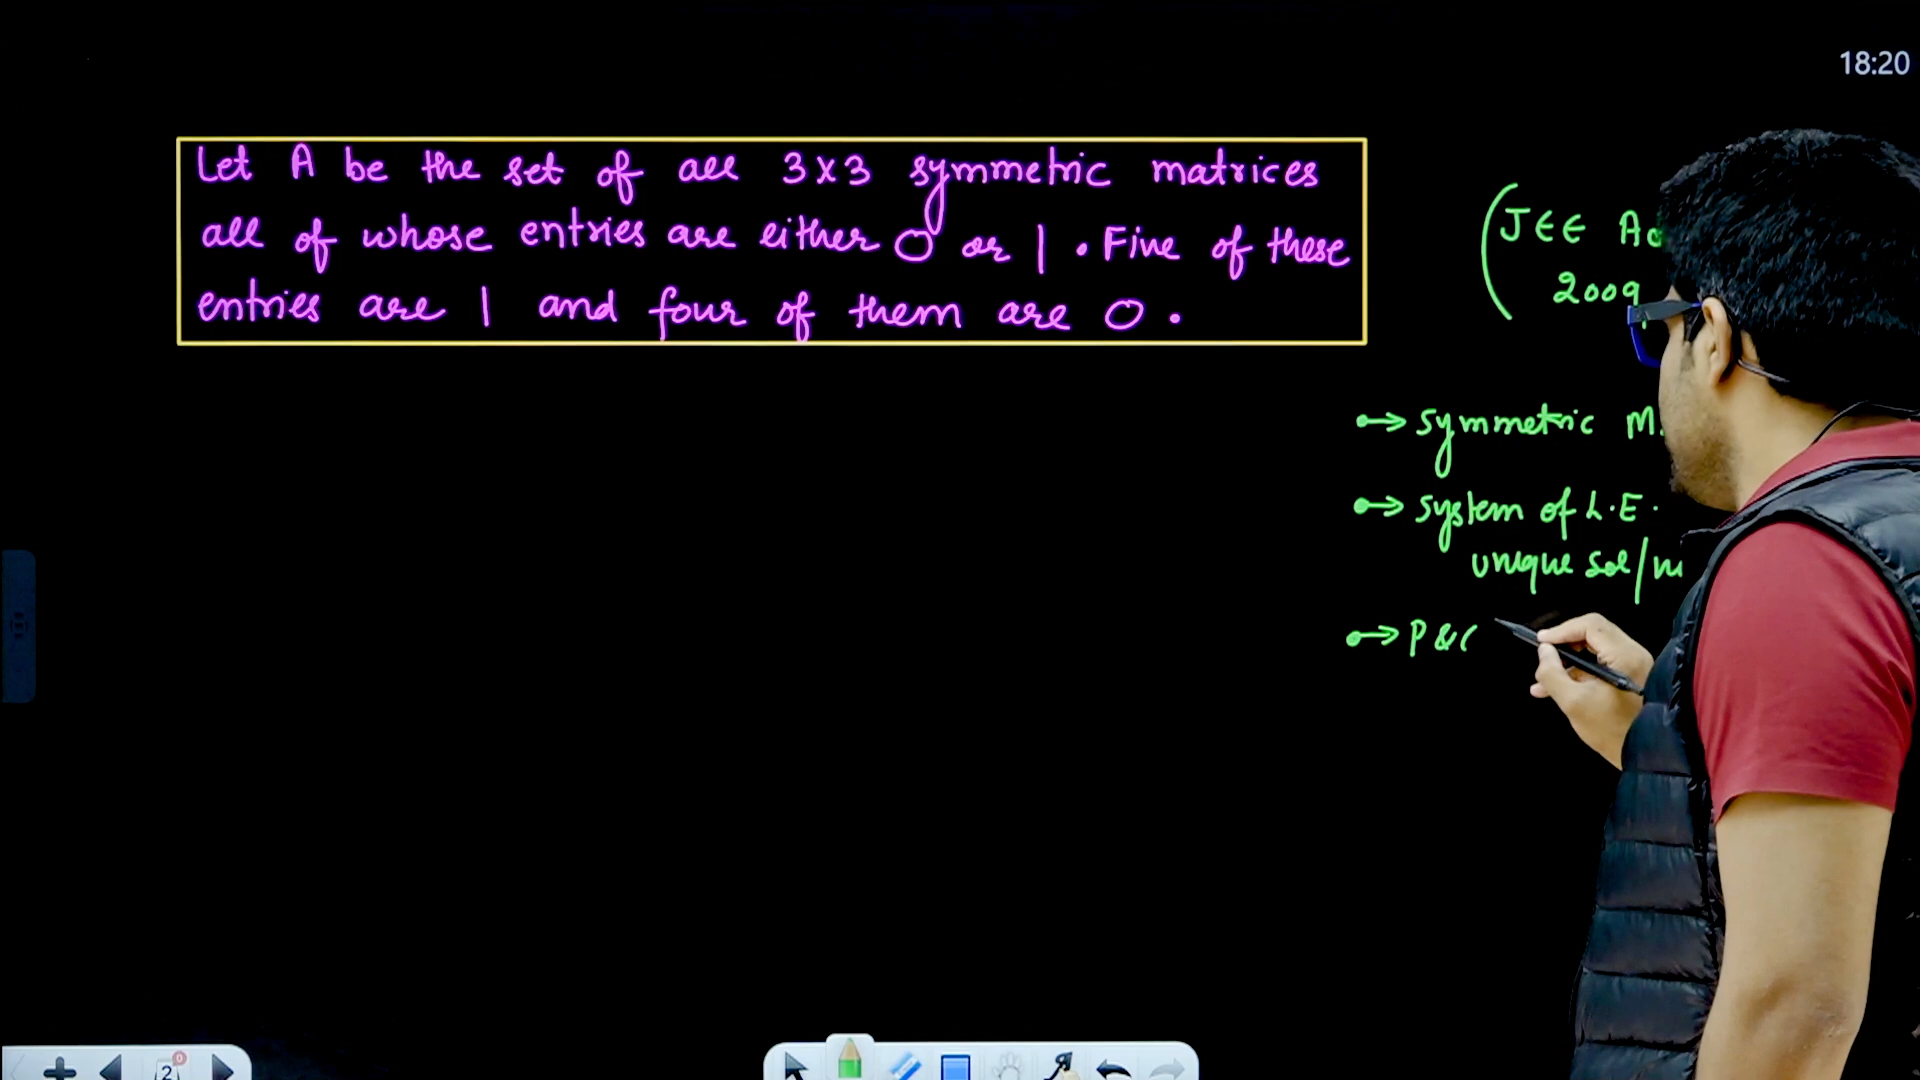 18:20
Let A be the set of all 3x3 symmetric matrices
all of whose entries are either 0 or 1. Five of these
entries are 1 and four of them are 0.
(JEE
2009
symmetric M.
system of L.E.
unique sol/
P&C
2
0